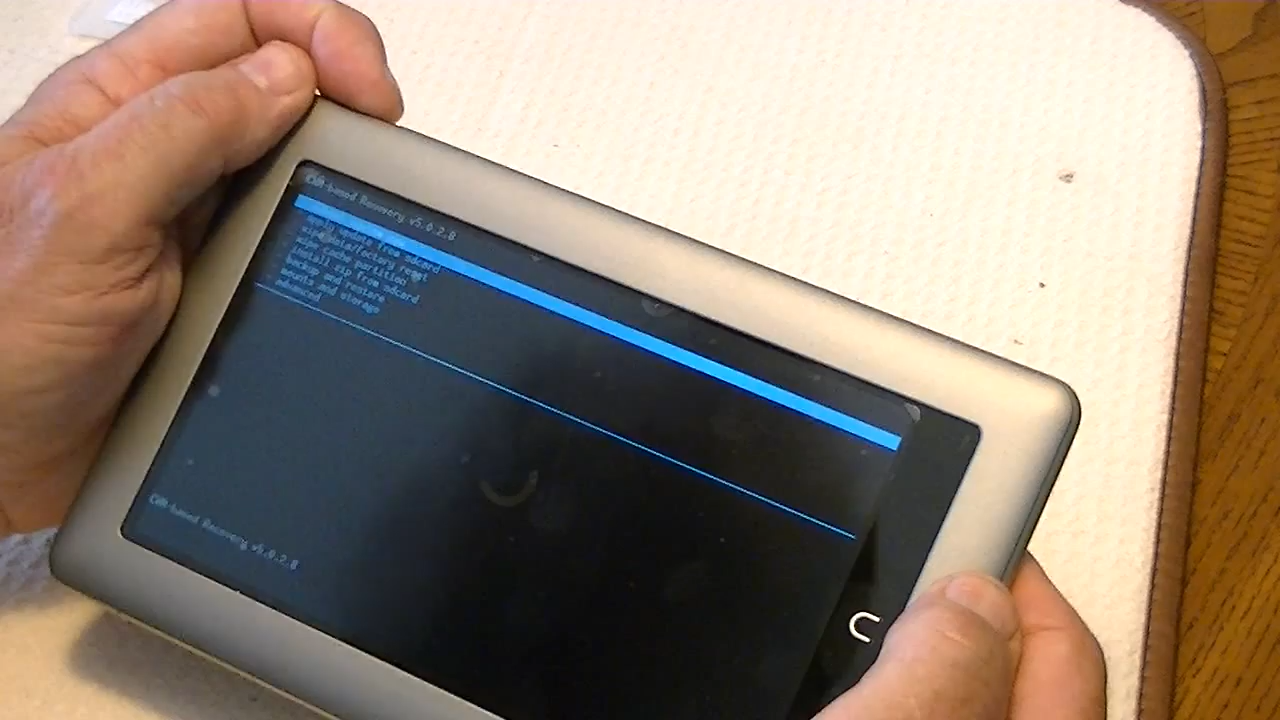 CWM-based Recovery v5.0.2.8
apply update from sdcard
wipe data/factory reset
wipe cache partition
install zip from sdcard
backup and restore
mounts and storage
advanced
CWM-based Recovery v5.0.2.8